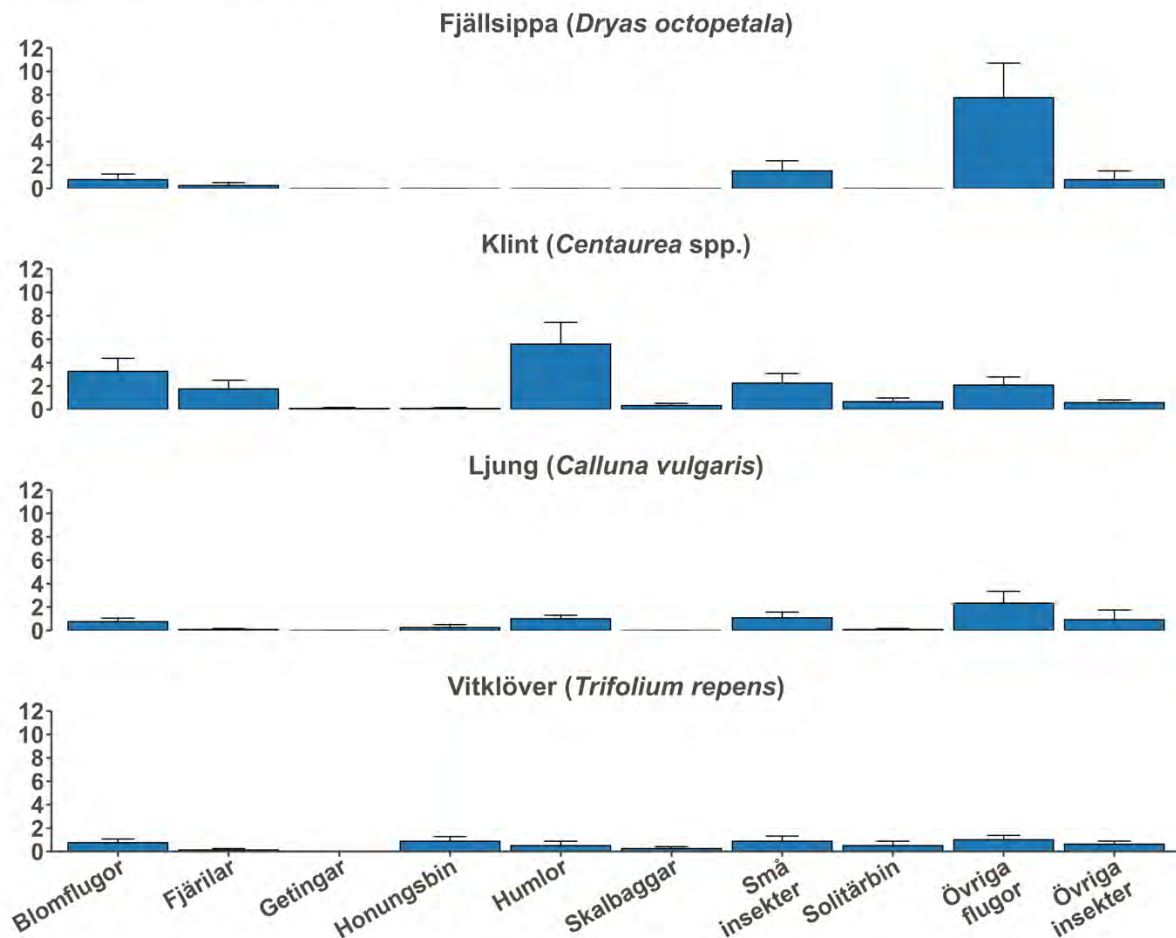 Fjällsippa (Dryas octopetala)
12
10
8
6
4
2
0
Klint (Centaurea spp.)
12
10
8
6
4
2
0
Ljung (Calluna vulgaris)
12
10
8
6
4
2
0
Vitklöver (Trifolium repens)
12
10
8
6
4
2
0
Blomflugor
Fjärilar
Getingar
Honungsbin
Humlor
Skalbaggar
Små
insekter
Solitärbin
Övriga
flugor
Övriga
insekter